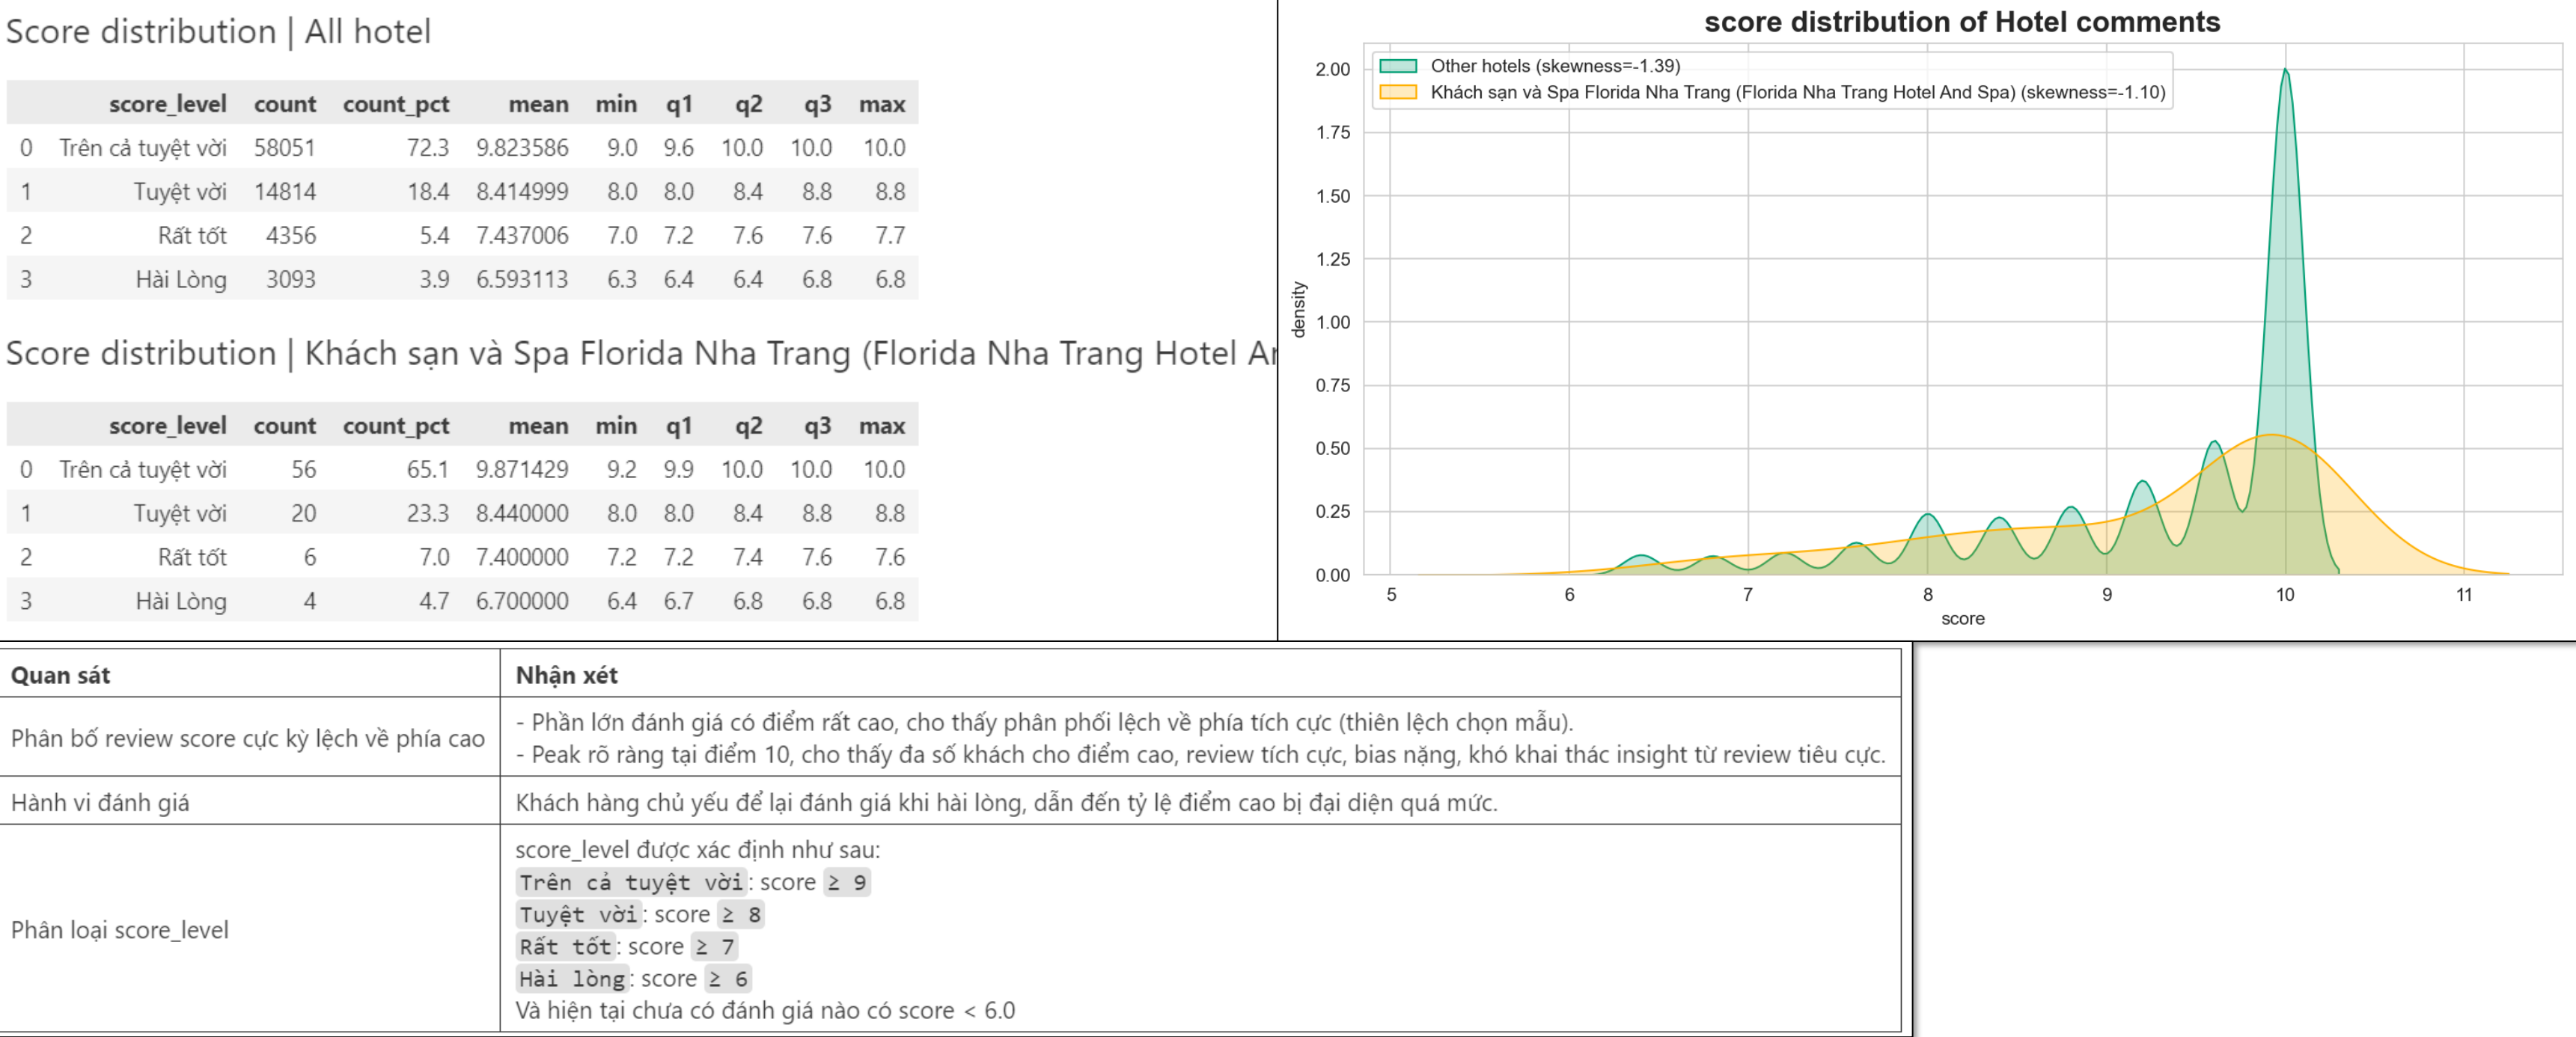 Score distribution | All hotel
score_level count count_pct mean min q1 q2 q3 max
0 Trên cả tuyệt vời 58051 72.3 9.823586 9.0 9.6 10.0 10.0 10.0
1 Tuyệt vời 14814 18.4 8.414999 8.0 8.0 8.4 8.8 8.8
2 Rất tốt 4356 5.4 7.437006 7.0 7.2 7.6 7.6 7.7
3 Hài Lòng 3093 3.9 6.593113 6.3 6.4 6.4 6.8 6.8
Score distribution | Khách sạn và Spa Florida Nha Trang (Florida Nha Trang Hotel Ar
score_level count count_pct mean min q1 q2 q3 max
0 Trên cả tuyệt vời 56 65.1 9.871429 9.2 9.9 10.0 10.0 10.0
1 Tuyệt vời 20 23.3 8.440000 8.0 8.0 8.4 8.8 8.8
2 Rất tốt 6 7.0 7.400000 7.2 7.2 7.4 7.6 7.6
3 Hài Lòng 4 4.7 6.700000 6.4 6.7 6.8 6.8 6.8
score distribution of Hotel comments
Other hotels (skewness=-1.39)
Khách sạn và Spa Florida Nha Trang (Florida Nha Trang Hotel And Spa) (skewness=-1.10)
2.00
1.75
1.50
1.25
1.00
0.75
0.50
0.25
0.00
density
5 6 7 8 9 10 11
score
Quan sát Nhận xét
Phân bố review score cực kỳ lệch về phía cao
- Phần lớn đánh giá có điểm rất cao, cho thấy phân phối lệch về phía tích cực (thiên lệch chọn mẫu).
- Peak rõ ràng tại điểm 10, cho thấy đa số khách cho điểm cao, review tích cực, bias nặng, khó khai thác insight từ review tiêu cực.
Hành vi đánh giá Khách hàng chủ yếu để lại đánh giá khi hài lòng, dẫn đến tỷ lệ điểm cao bị đại diện quá mức.
Phân loại score_level
score_level được xác định như sau:
Trên cả tuyệt vời: score ≥ 9
Tuyệt vời: score ≥ 8
Rất tốt: score ≥ 7
Hài lòng: score ≥ 6
Và hiện tại chưa có đánh giá nào có score < 6.0